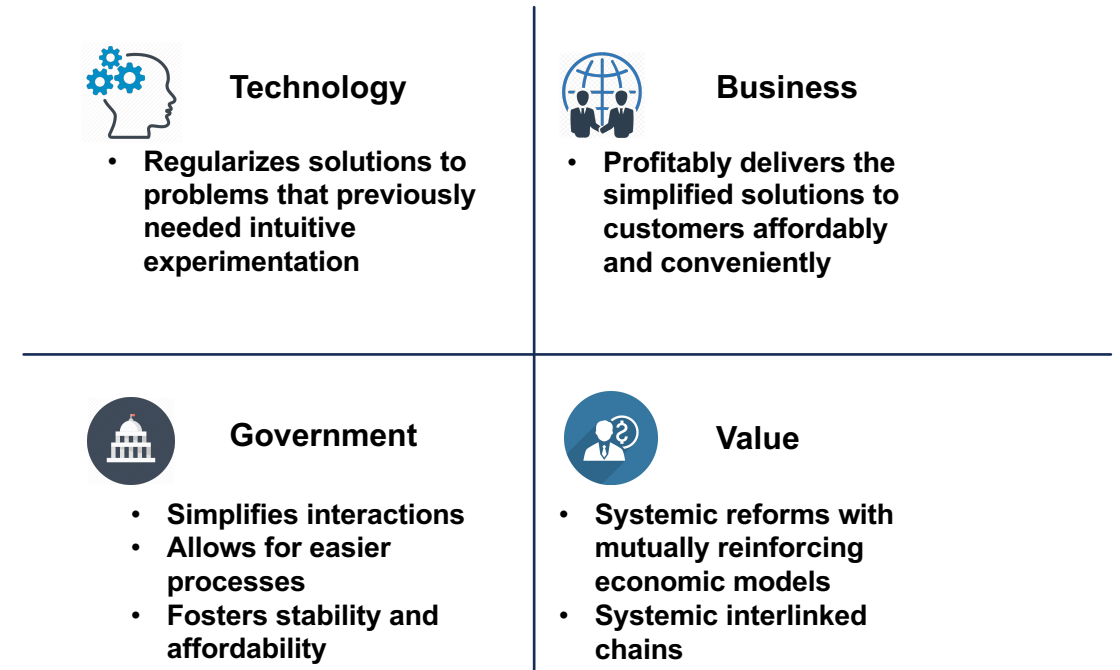 Technology
• Regularizes solutions to
problems that previously
needed intuitive
experimentation
Business
• Profitably delivers the
simplified solutions to
customers affordably
and conveniently
Government
• Simplifies interactions
• Allows for easier
processes
• Fosters stability and
affordability
$
Value
• Systemic reforms with
mutually reinforcing
economic models
• Systemic interlinked
chains